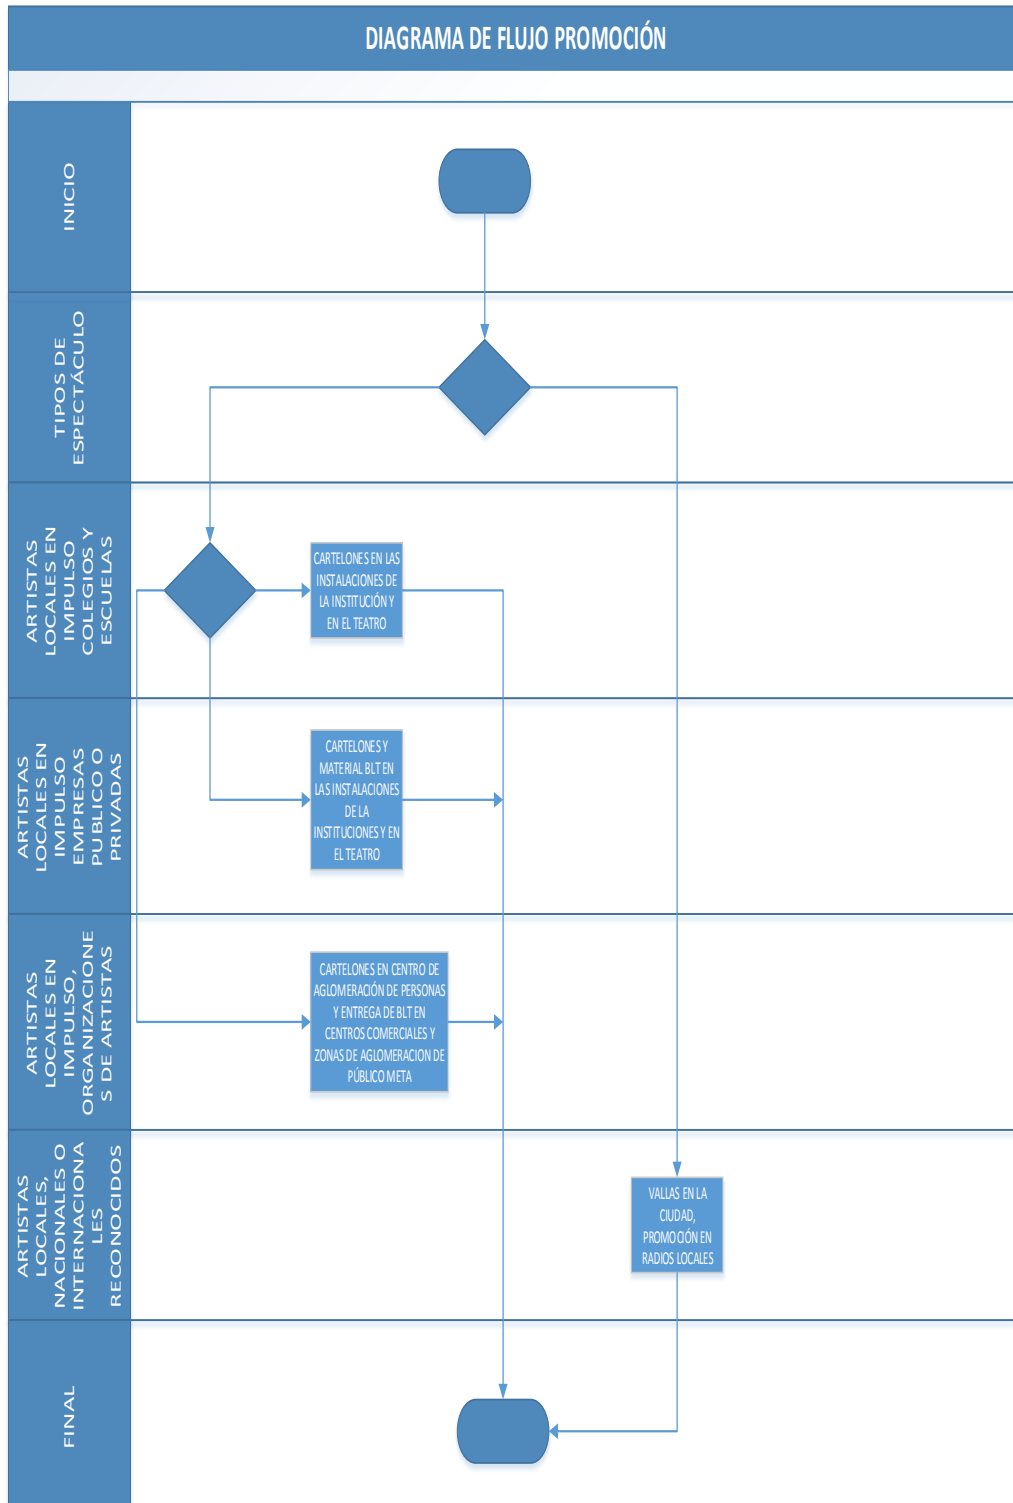 DIAGRAMA DE FLUJO PROMOCIÓN
INICIO
TIPOS DE
ESPECTÁCULO
ARTISTAS
LOCALES EN
IMPULSO
COLEGIOS Y
ESCUELAS
CARTELONES EN LAS
INSTALACIONES DE
LA INSTITUCIÓN Y
EN EL TEATRO
ARTISTAS
LOCALES EN
IMPULSO
EMPRESAS
PUBLICO O
PRIVADAS
CARTELONES Y
MATERIAL BLT EN
LAS INSTALACIONES
DE LA
INSTITUCIONES Y EN
EL TEATRO
ARTISTAS
LOCALES EN
IMPULSO,
ORGANIZACIONE
S DE ARTISTAS
CARTELONES EN CENTRO DE
AGLOMERACIÓN DE PERSONAS
Y ENTREGA DE BLT EN
CENTROS COMERCIALES Y
ZONAS DE AGLOMERACION DE
PÚBLICO META
ARTISTAS
LOCALES,
NACIONALES O
INTERNACIONA
LES
RECONOCIDOS
VALLAS EN LA
CIUDAD,
PROMOCIÓN EN
RADIOS LOCALES
FINAL